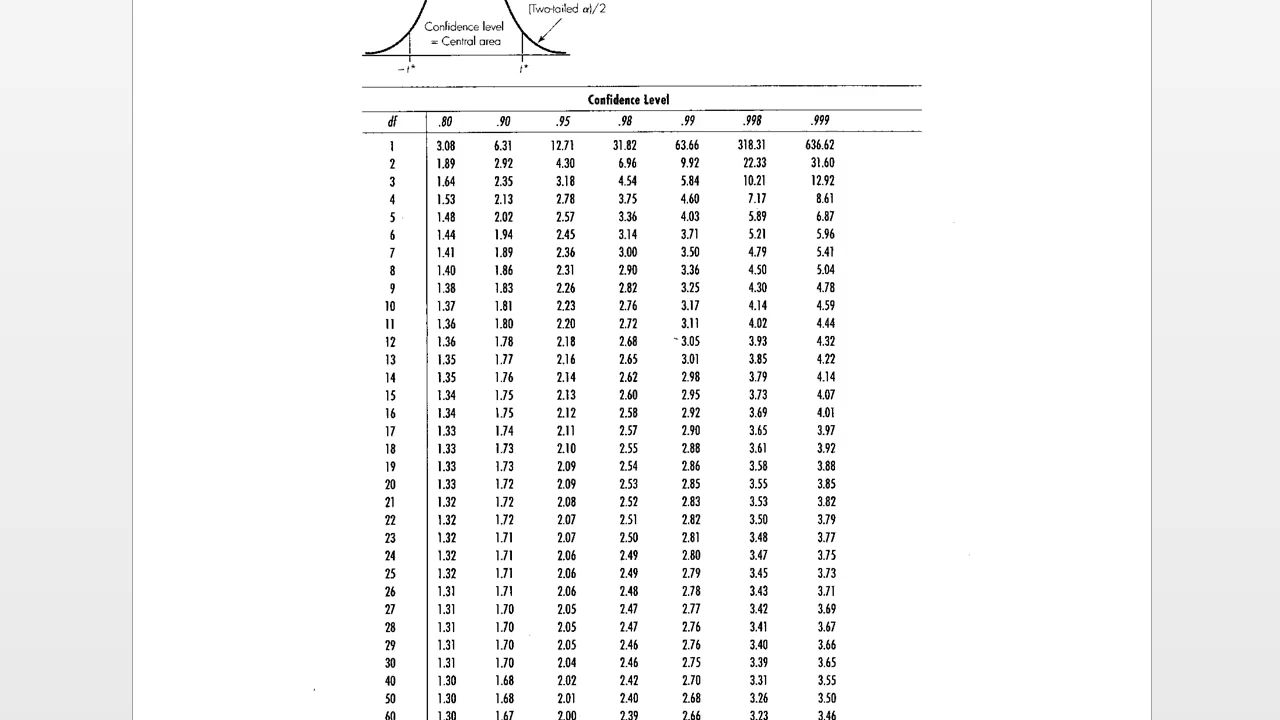 (Two-tailed α)/2
Confidence level
= Central area
−t* t*
Confidence Level
df .80 .90 .95 .98 .99 .998 .999
1 3.08 6.31 12.71 31.82 63.66 318.31 636.62
2 1.89 2.92 4.30 6.96 9.92 22.33 31.60
3 1.64 2.35 3.18 4.54 5.84 10.21 12.92
4 1.53 2.13 2.78 3.75 4.60 7.17 8.61
5 1.48 2.02 2.57 3.36 4.03 5.89 6.87
6 1.44 1.94 2.45 3.14 3.71 5.21 5.96
7 1.41 1.89 2.36 3.00 3.50 4.79 5.41
8 1.40 1.86 2.31 2.90 3.36 4.50 5.04
9 1.38 1.83 2.26 2.82 3.25 4.30 4.78
10 1.37 1.81 2.23 2.76 3.17 4.14 4.59
11 1.36 1.80 2.20 2.72 3.11 4.02 4.44
12 1.36 1.78 2.18 2.68 3.05 3.93 4.32
13 1.35 1.77 2.16 2.65 3.01 3.85 4.22
14 1.35 1.76 2.14 2.62 2.98 3.79 4.14
15 1.34 1.75 2.13 2.60 2.95 3.73 4.07
16 1.34 1.75 2.12 2.58 2.92 3.69 4.01
17 1.33 1.74 2.11 2.57 2.90 3.65 3.97
18 1.33 1.73 2.10 2.55 2.88 3.61 3.92
19 1.33 1.73 2.09 2.54 2.86 3.58 3.88
20 1.33 1.72 2.09 2.53 2.85 3.55 3.85
21 1.32 1.72 2.08 2.52 2.83 3.53 3.82
22 1.32 1.72 2.07 2.51 2.82 3.50 3.79
23 1.32 1.71 2.07 2.50 2.81 3.48 3.77
24 1.32 1.71 2.06 2.49 2.80 3.47 3.75
25 1.32 1.71 2.06 2.49 2.79 3.45 3.73
26 1.31 1.71 2.06 2.48 2.78 3.43 3.71
27 1.31 1.70 2.05 2.47 2.77 3.42 3.69
28 1.31 1.70 2.05 2.47 2.76 3.41 3.67
29 1.31 1.70 2.05 2.46 2.76 3.40 3.66
30 1.31 1.70 2.04 2.46 2.75 3.39 3.65
40 1.30 1.68 2.02 2.42 2.70 3.31 3.55
50 1.30 1.68 2.01 2.40 2.68 3.26 3.50
60 1.30 1.67 2.00 2.39 2.66 3.23 3.46